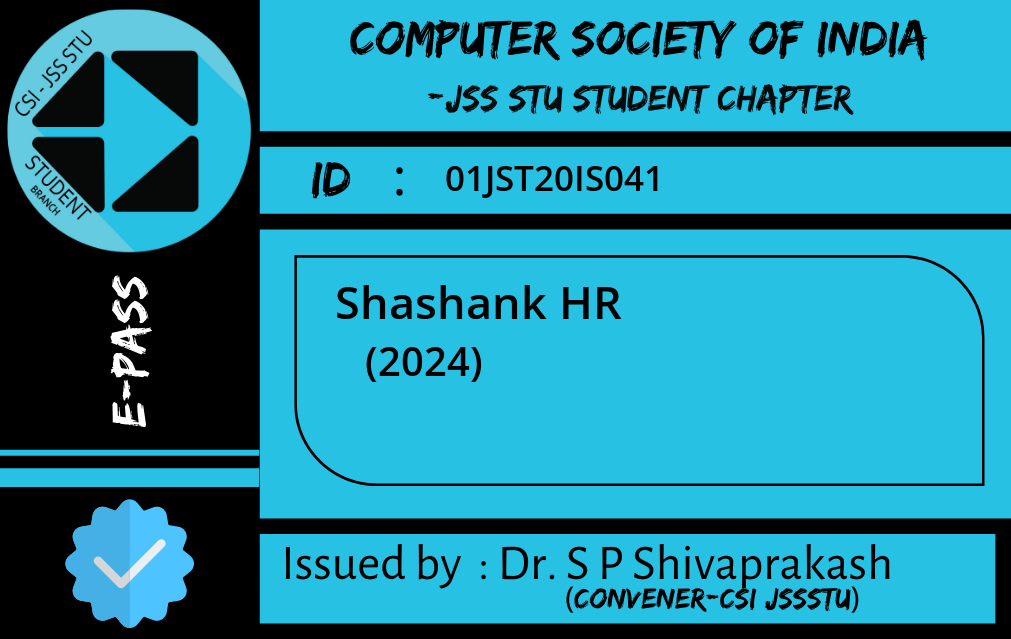 CSI - JSS STU
STUDENT
BRANCH
E-PASS
COMPUTER SOCIETY OF INDIA
-JSS STU STUDENT CHAPTER
ID : 01JST20IS041
Shashank HR
(2024)
Issued by : Dr. S P Shivaprakash
(CONVENER-CSI JSSSTU)